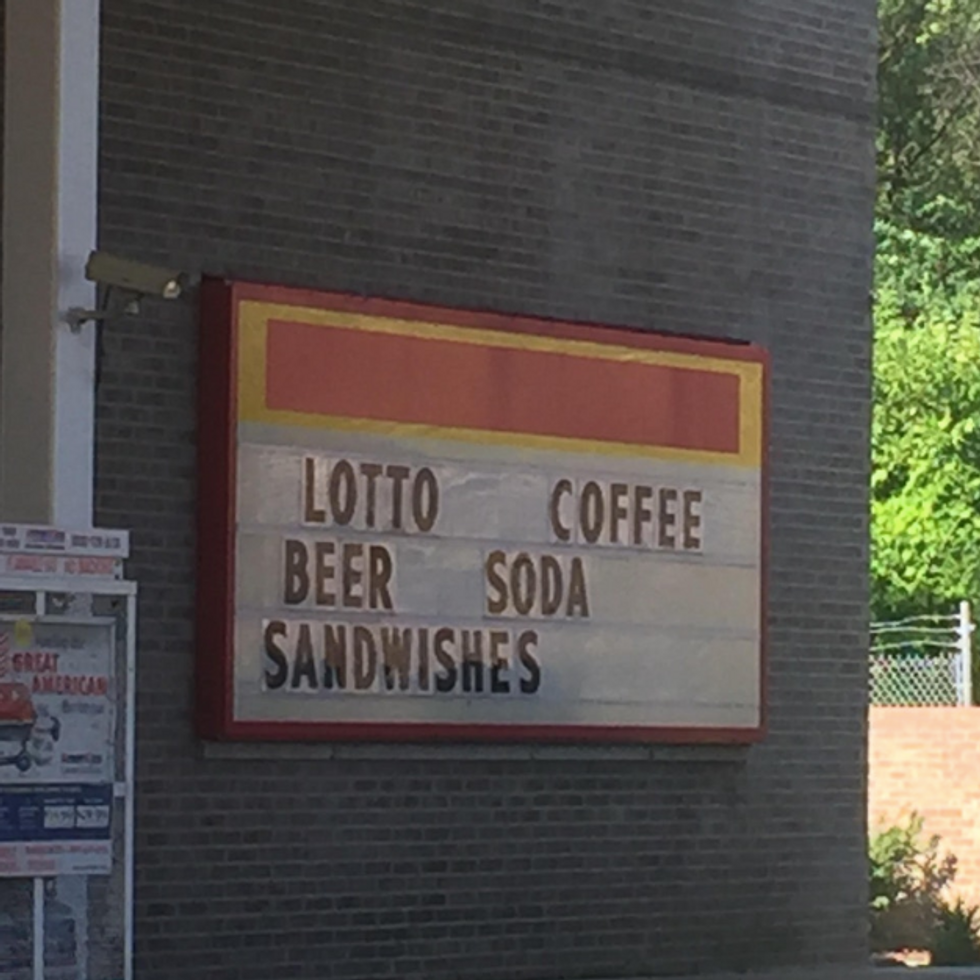 LOTTO COFFEE
BEER SODA
SANDWISHES
GREAT
AMERICAN